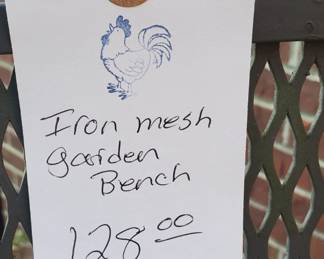 Iron mesh
garden
Bench
128 00